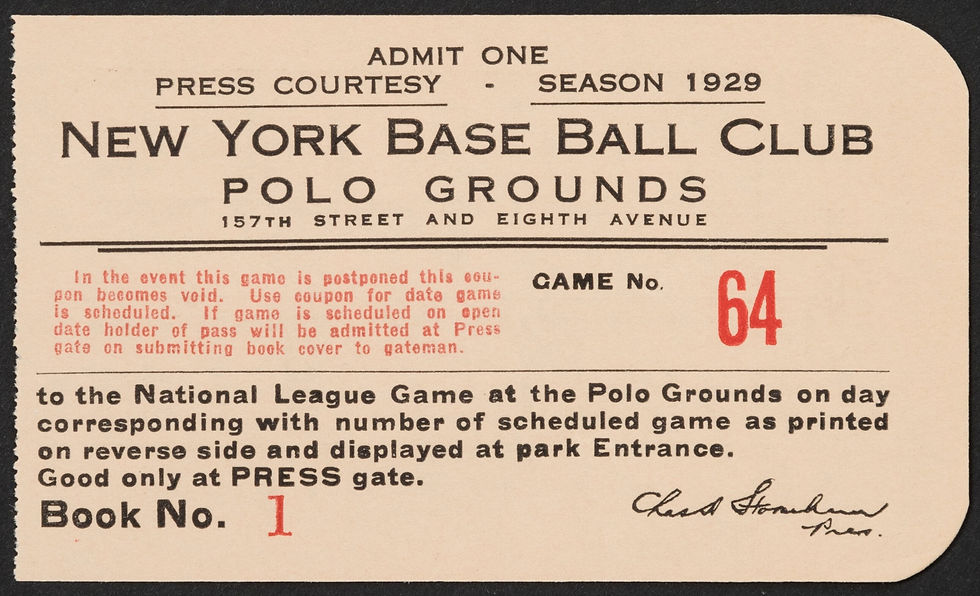 ADMIT ONE
PRESS COURTESY - SEASON 1929
NEW YORK BASE BALL CLUB
POLO GROUNDS
157TH STREET AND EIGHTH AVENUE
In the event this game is postponed this cou-
pon becomes void. Use coupon for date game
is scheduled. If game is scheduled on open
date holder of pass will be admitted at Press
gate on submitting book cover to gateman.
GAME No. 64
to the National League Game at the Polo Grounds on day
corresponding with number of scheduled game as printed
on reverse side and displayed at park Entrance.
Good only at PRESS gate.
Book No. 1
Chas A Stoneham
Pres.